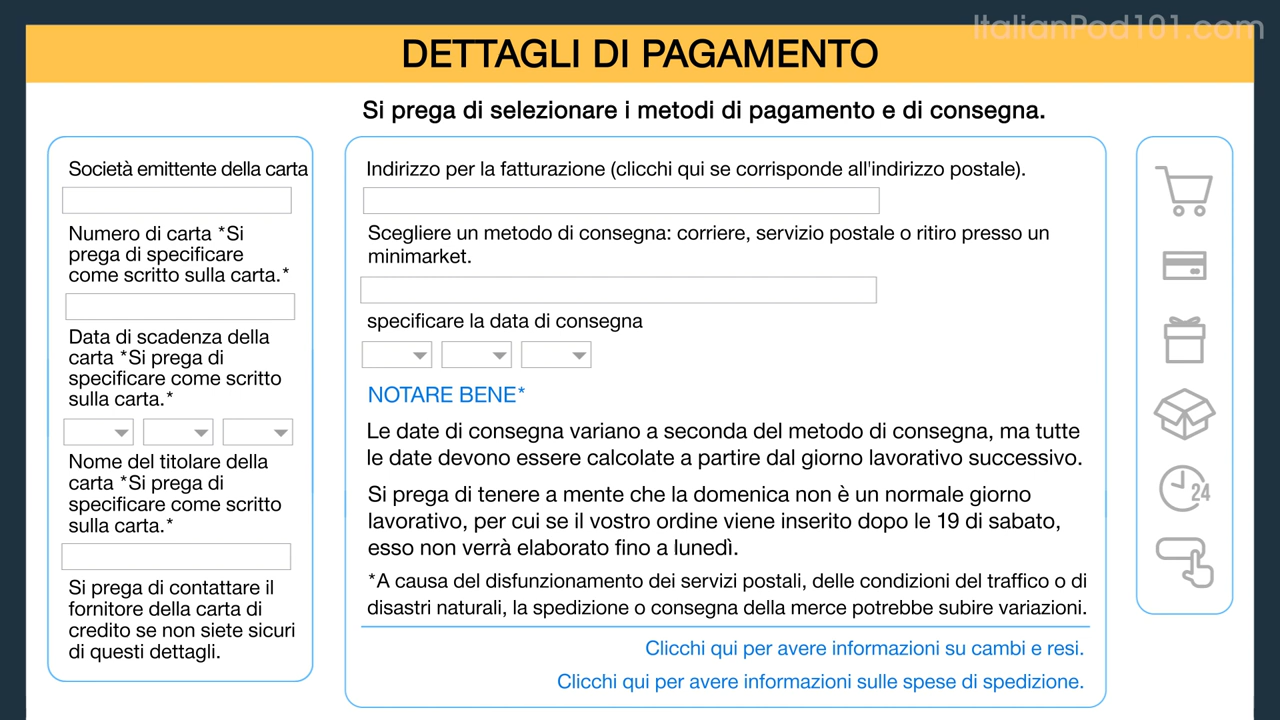 ItalianPod101.com
DETTAGLI DI PAGAMENTO
Si prega di selezionare i metodi di pagamento e di consegna.
Società emittente della carta
Numero di carta *Si
prega di specificare
come scritto sulla carta.*
Data di scadenza della
carta *Si prega di
specificare come scritto
sulla carta.*
Nome del titolare della
carta *Si prega di
specificare come scritto
sulla carta.*
Si prega di contattare il
fornitore della carta di
credito se non siete sicuri
di questi dettagli.
Indirizzo per la fatturazione (clicchi qui se corrisponde all'indirizzo postale).
Scegliere un metodo di consegna: corriere, servizio postale o ritiro presso un
minimarket.
specificare la data di consegna
NOTARE BENE*
Le date di consegna variano a seconda del metodo di consegna, ma tutte
le date devono essere calcolate a partire dal giorno lavorativo successivo.
Si prega di tenere a mente che la domenica non è un normale giorno
lavorativo, per cui se il vostro ordine viene inserito dopo le 19 di sabato,
esso non verrà elaborato fino a lunedì.
*A causa del disfunzionamento dei servizi postali, delle condizioni del traffico o di
disastri naturali, la spedizione o consegna della merce potrebbe subire variazioni.
Clicchi qui per avere informazioni su cambi e resi.
Clicchi qui per avere informazioni sulle spese di spedizione.
24